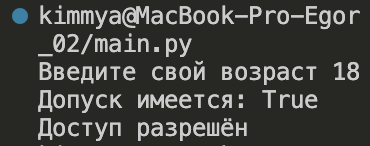 kimmya@MacBook-Pro-Egor
_02/main.py
Введите свой возраст 18
Допуск имеется: True
Доступ разрешён